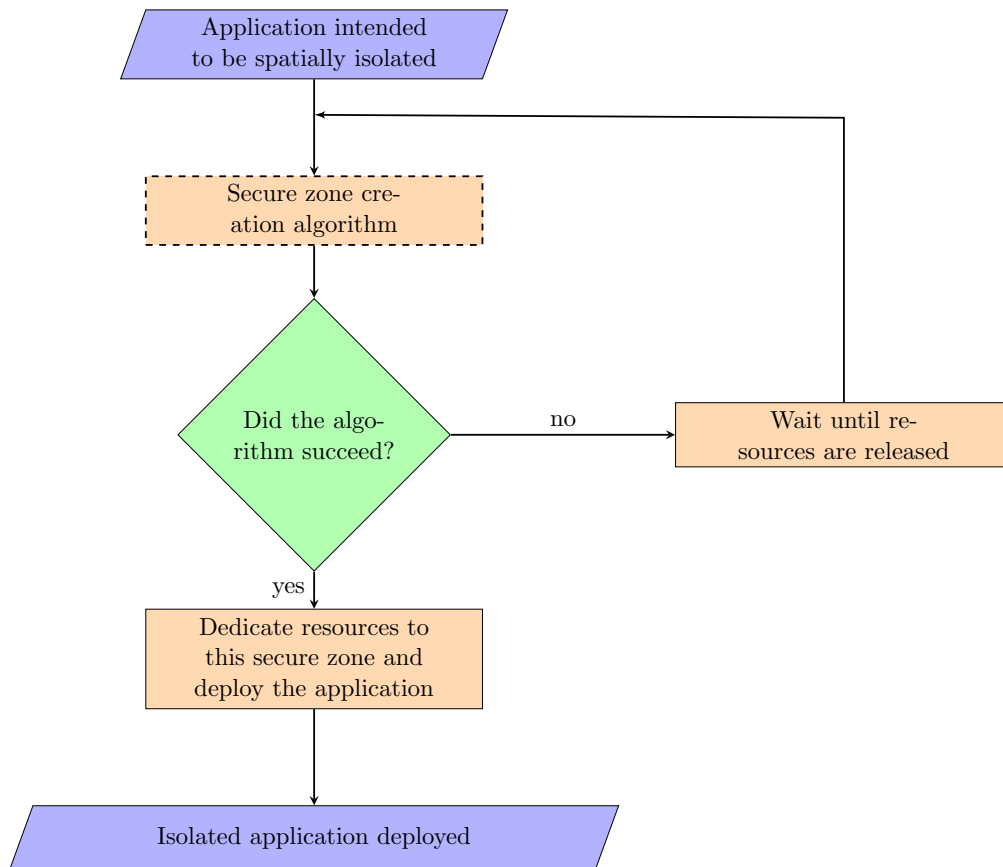 Application intended
to be spatially isolated
Secure zone cre-
ation algorithm
Did the algo-
rithm succeed?
no
Wait until re-
sources are released
yes
Dedicate resources to
this secure zone and
deploy the application
Isolated application deployed